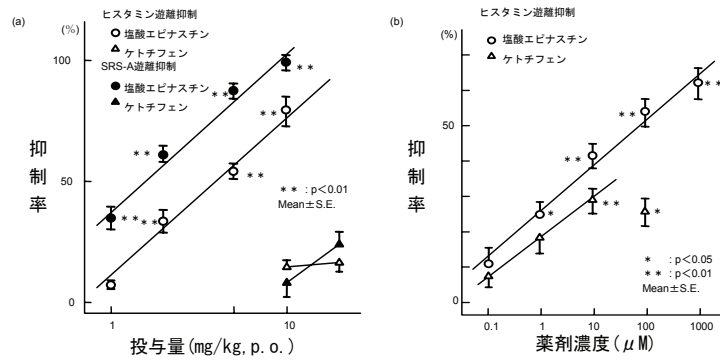 (a)
(%)
ヒスタミン遊離抑制
塩酸エピナスチン
ケトチフェン
SRS-A遊離抑制
塩酸エピナスチン
ケトチフェン
100
50
0
抑制率
**
**
**
**
**
**
**
** : p<0.01
Mean±S.E.
1
10
投与量(mg/kg, p.o.)
(b)
(%)
ヒスタミン遊離抑制
塩酸エピナスチン
ケトチフェン
50
0
抑制率
*
**
**
**
**
*
* : p<0.05
** : p<0.01
Mean±S.E.
0.1
1
10
100
1000
薬剤濃度(μM)